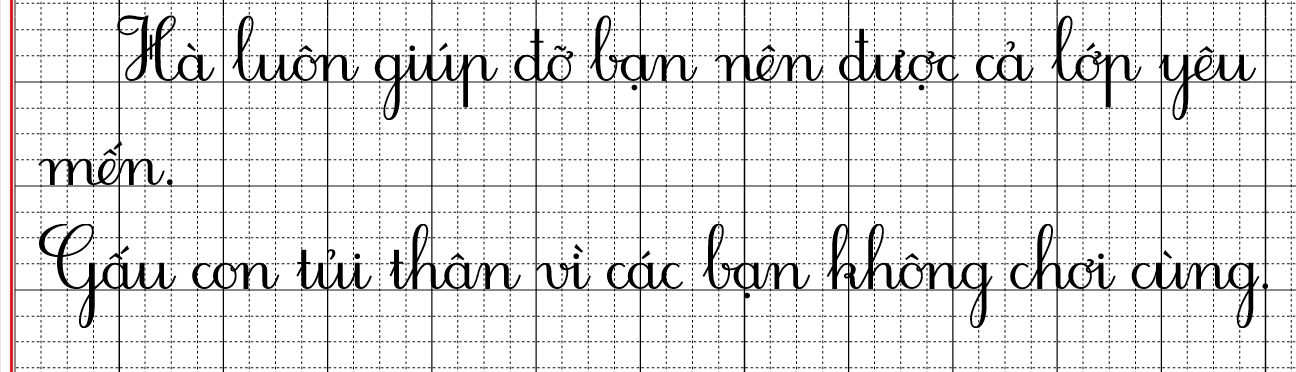 Hà luôn giúp đỡ bạn nên được cả lớp yêu
mến.
Gấu con tủi thân vì các bạn không chơi cùng.